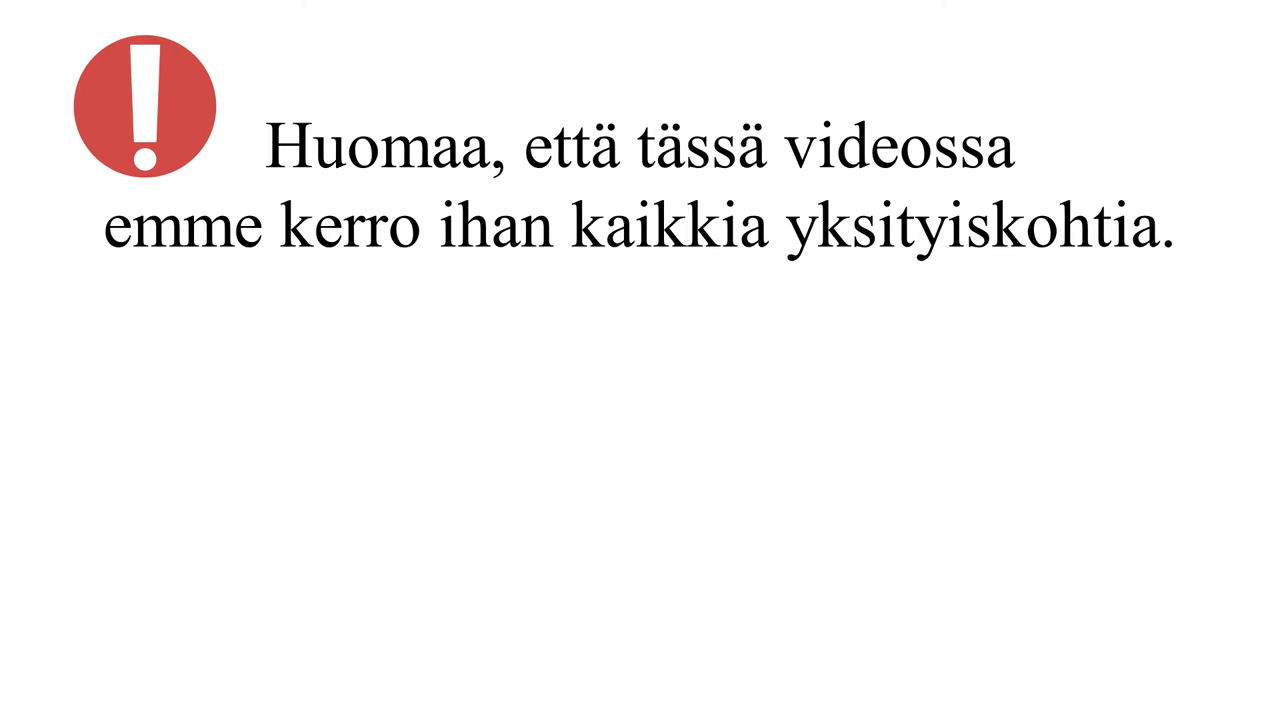 Huomaa, että tässä videossa
emme kerro ihan kaikkia yksityiskohtia.